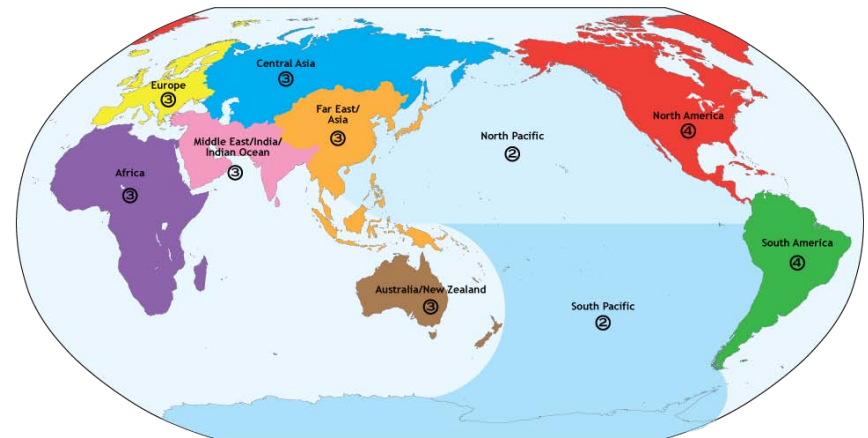 Central Asia
③
Europe
③
Far East/
Asia
③
North America
④
Middle East/India/
Indian Ocean
③
North Pacific
②
Africa
③
South America
④
Australia/New Zealand
③
South Pacific
②